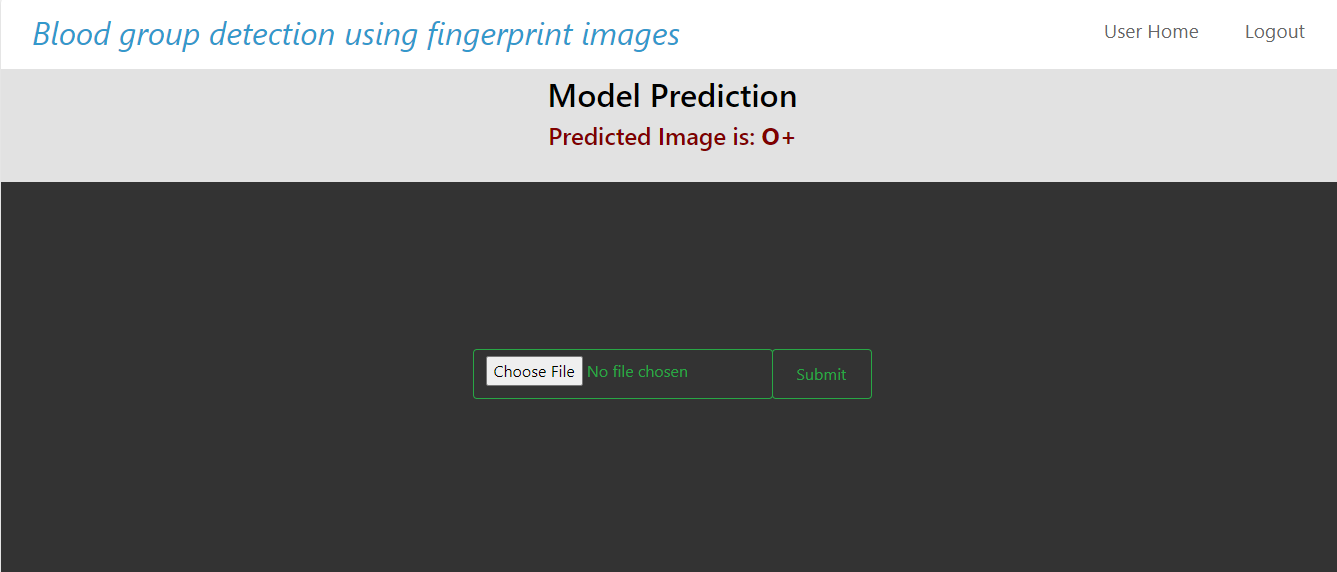 Blood group detection using fingerprint images
User Home
Logout
Model Prediction
Predicted Image is: O+
Choose File No file chosen
Submit